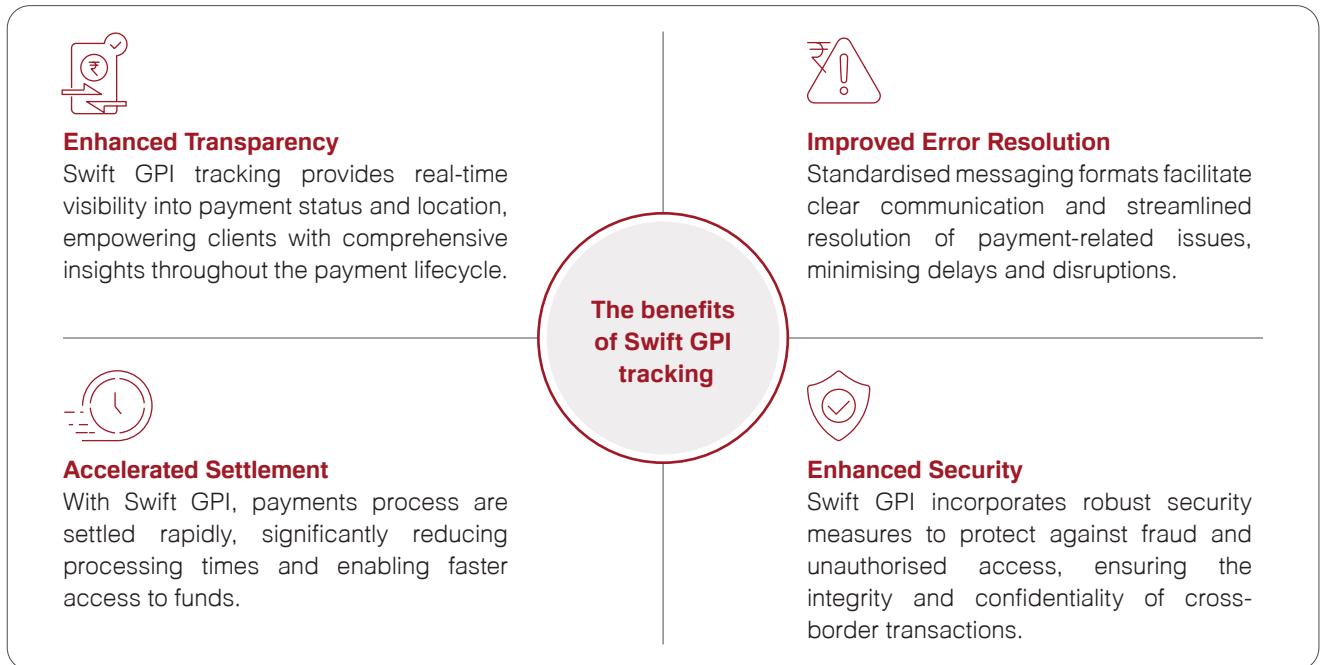 Enhanced Transparency
Swift GPI tracking provides real-time
visibility into payment status and location,
empowering clients with comprehensive
insights throughout the payment lifecycle.
₹
Improved Error Resolution
Standardised messaging formats facilitate
clear communication and streamlined
resolution of payment-related issues,
minimising delays and disruptions.
₹
The benefits
of Swift GPI
tracking
Accelerated Settlement
With Swift GPI, payments process are
settled rapidly, significantly reducing
processing times and enabling faster
access to funds.
Enhanced Security
Swift GPI incorporates robust security
measures to protect against fraud and
unauthorised access, ensuring the
integrity and confidentiality of cross-
border transactions.